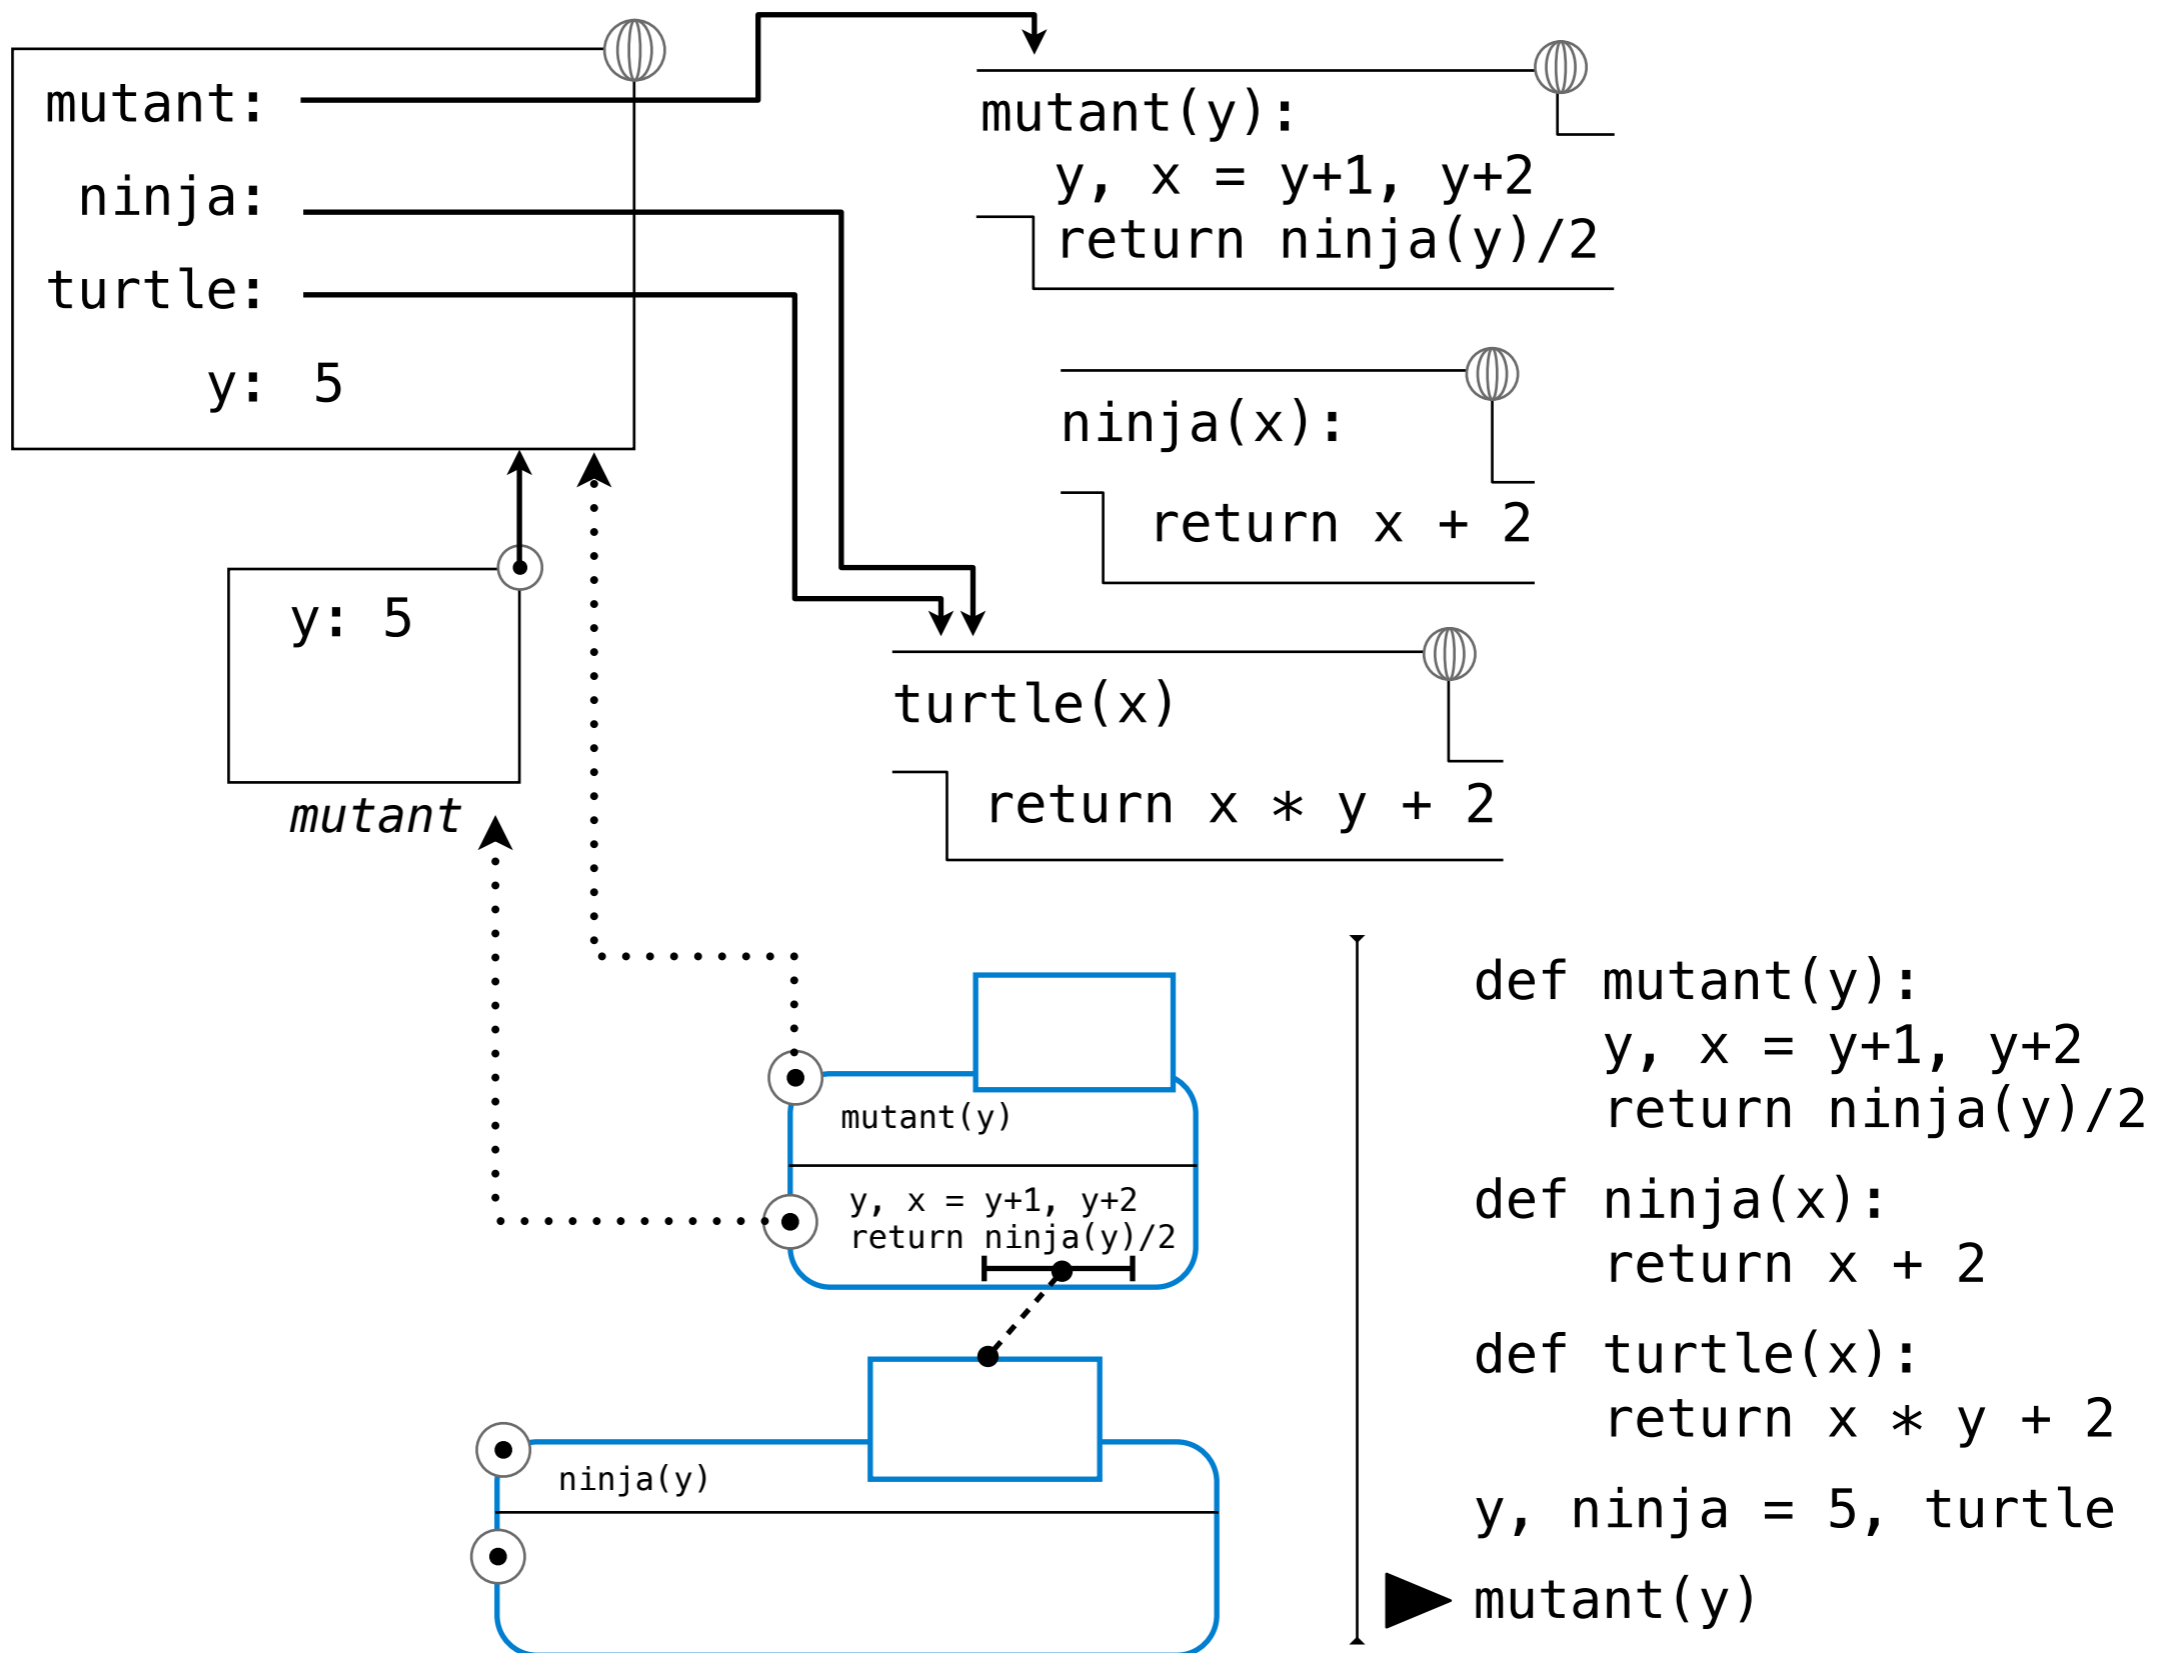 mutant:
ninja:
turtle:
y: 5
mutant(y):
y, x = y+1, y+2
return ninja(y)/2
ninja(x):
return x + 2
y: 5
mutant
turtle(x)
return x * y + 2
mutant(y)
y, x = y+1, y+2
return ninja(y)/2
ninja(y)
def mutant(y):
y, x = y+1, y+2
return ninja(y)/2
def ninja(x):
return x + 2
def turtle(x):
return x * y + 2
y, ninja = 5, turtle
mutant(y)